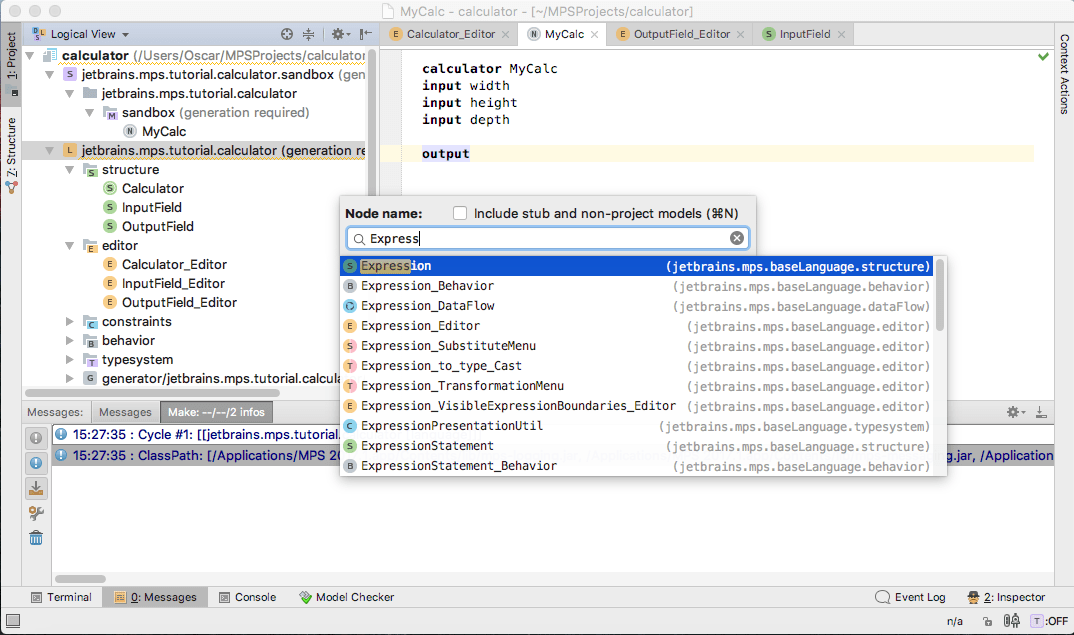 MyCalc - calculator - [~/MPSProjects/calculator]
1: Project
Z: Structure
Logical View
calculator (/Users/Oscar/MPSProjects/calculator
jetbrains.mps.tutorial.calculator.sandbox (gen
jetbrains.mps.tutorial.calculator
sandbox (generation required)
MyCalc
jetbrains.mps.tutorial.calculator (generation re
structure
Calculator
InputField
OutputField
editor
Calculator_Editor
InputField_Editor
OutputField_Editor
constraints
behavior
typesystem
generator/jetbrains.mps.tutorial.calcula
Calculator_Editor
MyCalc
OutputField_Editor
InputField
calculator MyCalc
input width
input height
input depth
output
Context Actions
Node name:
Include stub and non-project models (⌘N)
Express
Expression (jetbrains.mps.baseLanguage.structure)
Expression_Behavior (jetbrains.mps.baseLanguage.behavior)
Expression_DataFlow (jetbrains.mps.baseLanguage.dataFlow)
Expression_Editor (jetbrains.mps.baseLanguage.editor)
Expression_SubstituteMenu (jetbrains.mps.baseLanguage.editor)
Expression_to_type_Cast (jetbrains.mps.baseLanguage.editor)
Expression_TransformationMenu (jetbrains.mps.baseLanguage.editor)
Expression_VisibleExpressionBoundaries_Editor (jetbrains.mps.baseLanguage.editor)
ExpressionPresentationUtil (jetbrains.mps.baseLanguage.typesystem)
ExpressionStatement (jetbrains.mps.baseLanguage.structure)
ExpressionStatement_Behavior (jetbrains.mps.baseLanguage.behavior)
Messages: Messages Make: --/--/2 infos
15:27:35 : Cycle #1: [[jetbrains.mps.tutorial.
15:27:35 : ClassPath: [/Applications/MPS 20 g.jar, /Application
Terminal 0: Messages Console Model Checker Event Log 2: Inspector
n/a T :OFF